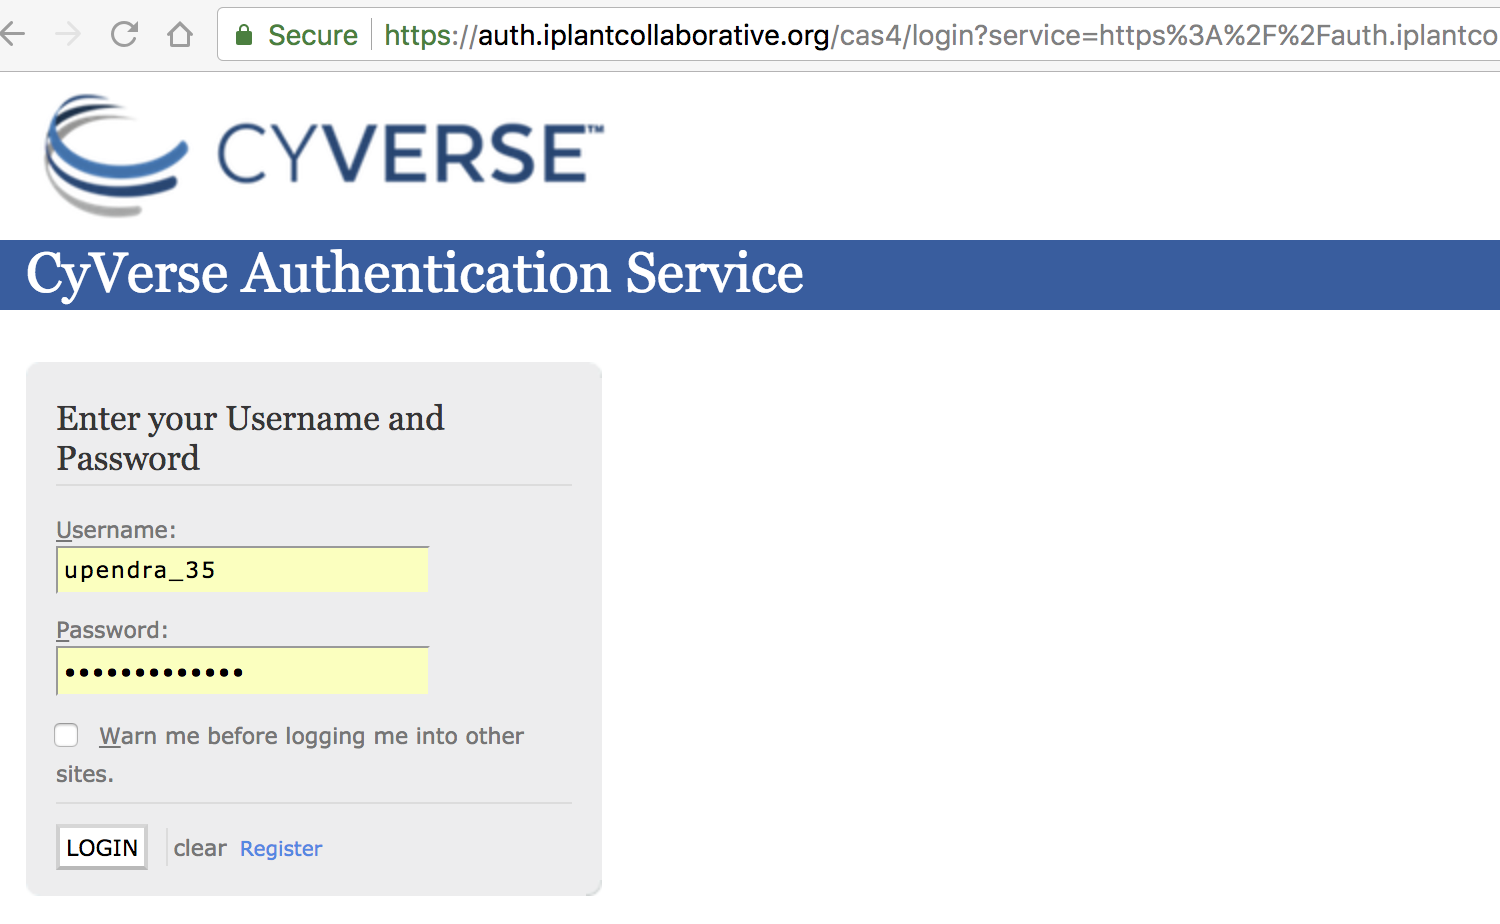 Secure https://auth.iplantcollaborative.org/cas4/login?service=https%3A%2F%2Fauth.iplantco
CYVERSE™
CyVerse Authentication Service
Enter your Username and
Password
Username:
upendra_35
Password:
•••••••••••••
Warn me before logging me into other
sites.
LOGIN clear Register